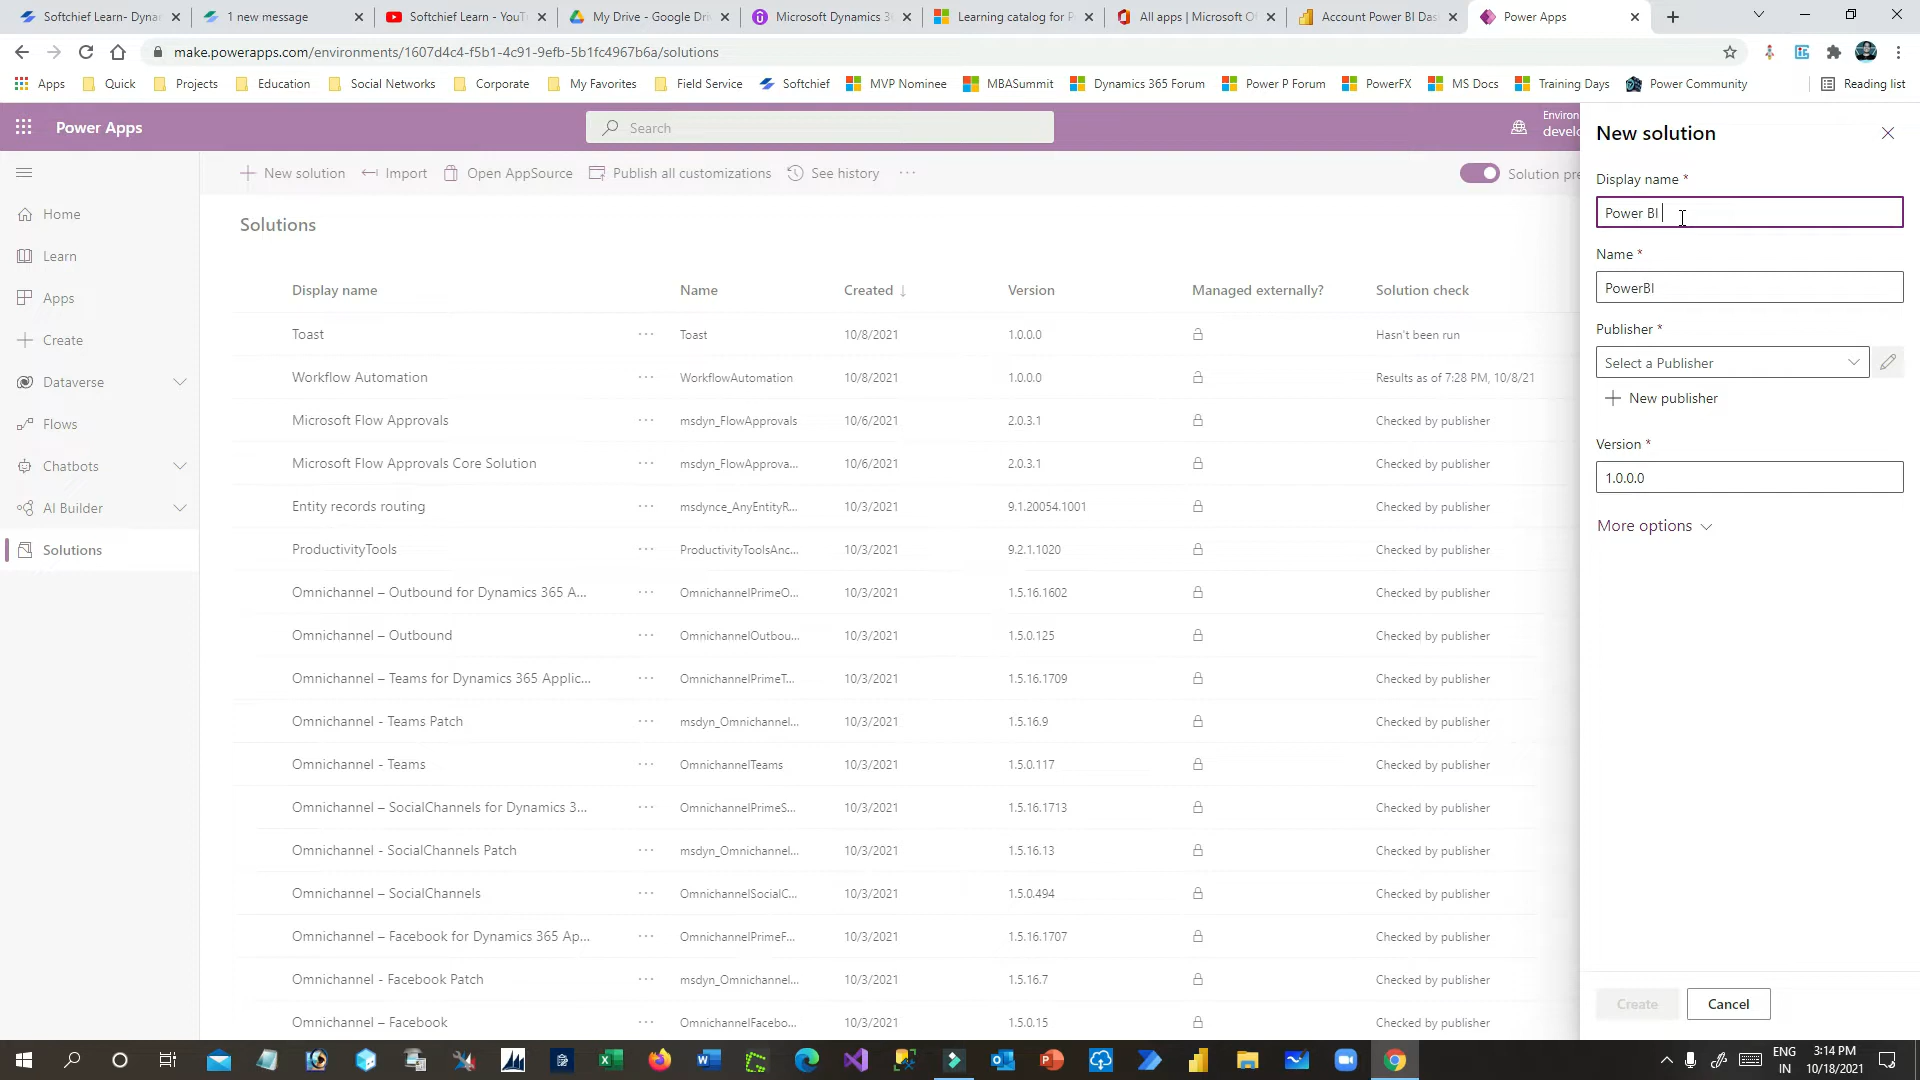 Softchief Learn- Dynam
1 new message
Softchief Learn - YouT
My Drive - Google Dri
Microsoft Dynamics 3
Learning catalog for P
All apps | Microsoft O
Account Power BI Das
Power Apps
make.powerapps.com/environments/1607d4c4-f5b1-4c91-9efb-5b1fc4967b6a/solutions
Apps Quick Projects Education Social Networks Corporate My Favorites Field Service Softchief MVP Nominee MBASummit Dynamics 365 Forum Power P Forum PowerFX MS Docs Training Days Power Community Reading list
Power Apps
Search
Environ
develo
New solution
Import
Open AppSource
Publish all customizations
See history
Solution pre
Home
Learn
Apps
Create
Dataverse
Flows
Chatbots
AI Builder
Solutions
Solutions
Display name Name Created Version Managed externally? Solution check
Toast Toast 10/8/2021 1.0.0.0 Hasn't been run
Workflow Automation WorkflowAutomation 10/8/2021 1.0.0.0 Results as of 7:28 PM, 10/8/21
Microsoft Flow Approvals msdyn_FlowApprovals 10/6/2021 2.0.3.1 Checked by publisher
Microsoft Flow Approvals Core Solution msdyn_FlowApprova... 10/6/2021 2.0.3.1 Checked by publisher
Entity records routing msdynce_AnyEntityR... 10/3/2021 9.1.20054.1001 Checked by publisher
ProductivityTools ProductivityToolsAnc... 10/3/2021 9.2.1.1020 Checked by publisher
Omnichannel – Outbound for Dynamics 365 A... OmnichannelPrimeO... 10/3/2021 1.5.16.1602 Checked by publisher
Omnichannel – Outbound OmnichannelOutbou... 10/3/2021 1.5.0.125 Checked by publisher
Omnichannel – Teams for Dynamics 365 Applic... OmnichannelPrimeT... 10/3/2021 1.5.16.1709 Checked by publisher
Omnichannel - Teams Patch msdyn_Omnichannel... 10/3/2021 1.5.16.9 Checked by publisher
Omnichannel - Teams OmnichannelTeams 10/3/2021 1.5.0.117 Checked by publisher
Omnichannel – SocialChannels for Dynamics 3... OmnichannelPrimeS... 10/3/2021 1.5.16.1713 Checked by publisher
Omnichannel - SocialChannels Patch msdyn_Omnichannel... 10/3/2021 1.5.16.13 Checked by publisher
Omnichannel – SocialChannels OmnichannelSocialC... 10/3/2021 1.5.0.494 Checked by publisher
Omnichannel – Facebook for Dynamics 365 Ap... OmnichannelPrimeF... 10/3/2021 1.5.16.1707 Checked by publisher
Omnichannel - Facebook Patch msdyn_Omnichannel... 10/3/2021 1.5.16.7 Checked by publisher
Omnichannel – Facebook OmnichannelFacebo... 10/3/2021 1.5.0.15 Checked by publisher
New solution
Display name *
Power BI
Name *
PowerBI
Publisher *
Select a Publisher
New publisher
Version *
1.0.0.0
More options
Create
Cancel
ENG
IN
3:14 PM
10/18/2021